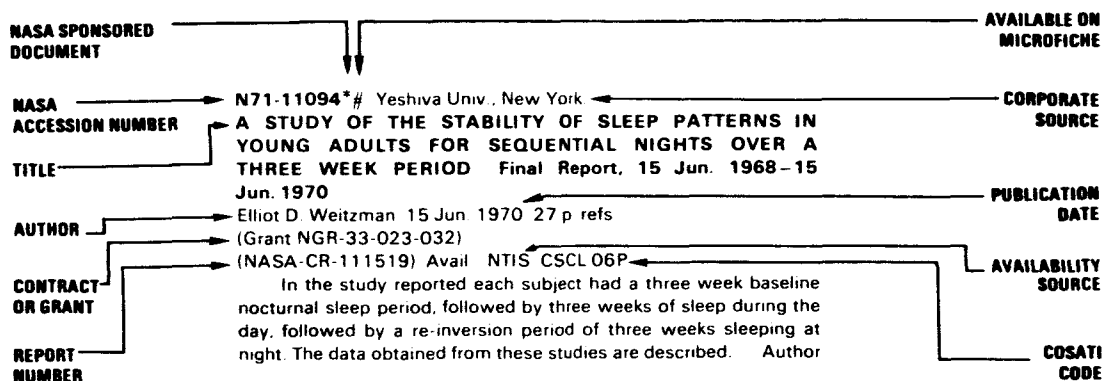 NASA SPONSORED
DOCUMENT
AVAILABLE ON
MICROFICHE
NASA
ACCESSION NUMBER
N71-11094*# Yeshiva Univ., New York.
CORPORATE
SOURCE
TITLE
A STUDY OF THE STABILITY OF SLEEP PATTERNS IN
YOUNG ADULTS FOR SEQUENTIAL NIGHTS OVER A
THREE WEEK PERIOD Final Report, 15 Jun. 1968–15
Jun. 1970
PUBLICATION
DATE
AUTHOR
Elliot D. Weitzman 15 Jun. 1970 27 p refs
CONTRACT
OR GRANT
(Grant NGR-33-023-032)
REPORT
NUMBER
(NASA-CR-111519) Avail NTIS CSCL 06P
AVAILABILITY
SOURCE
COSATI
CODE
In the study reported each subject had a three week baseline
nocturnal sleep period, followed by three weeks of sleep during the
day, followed by a re-inversion period of three weeks sleeping at
night. The data obtained from these studies are described. Author